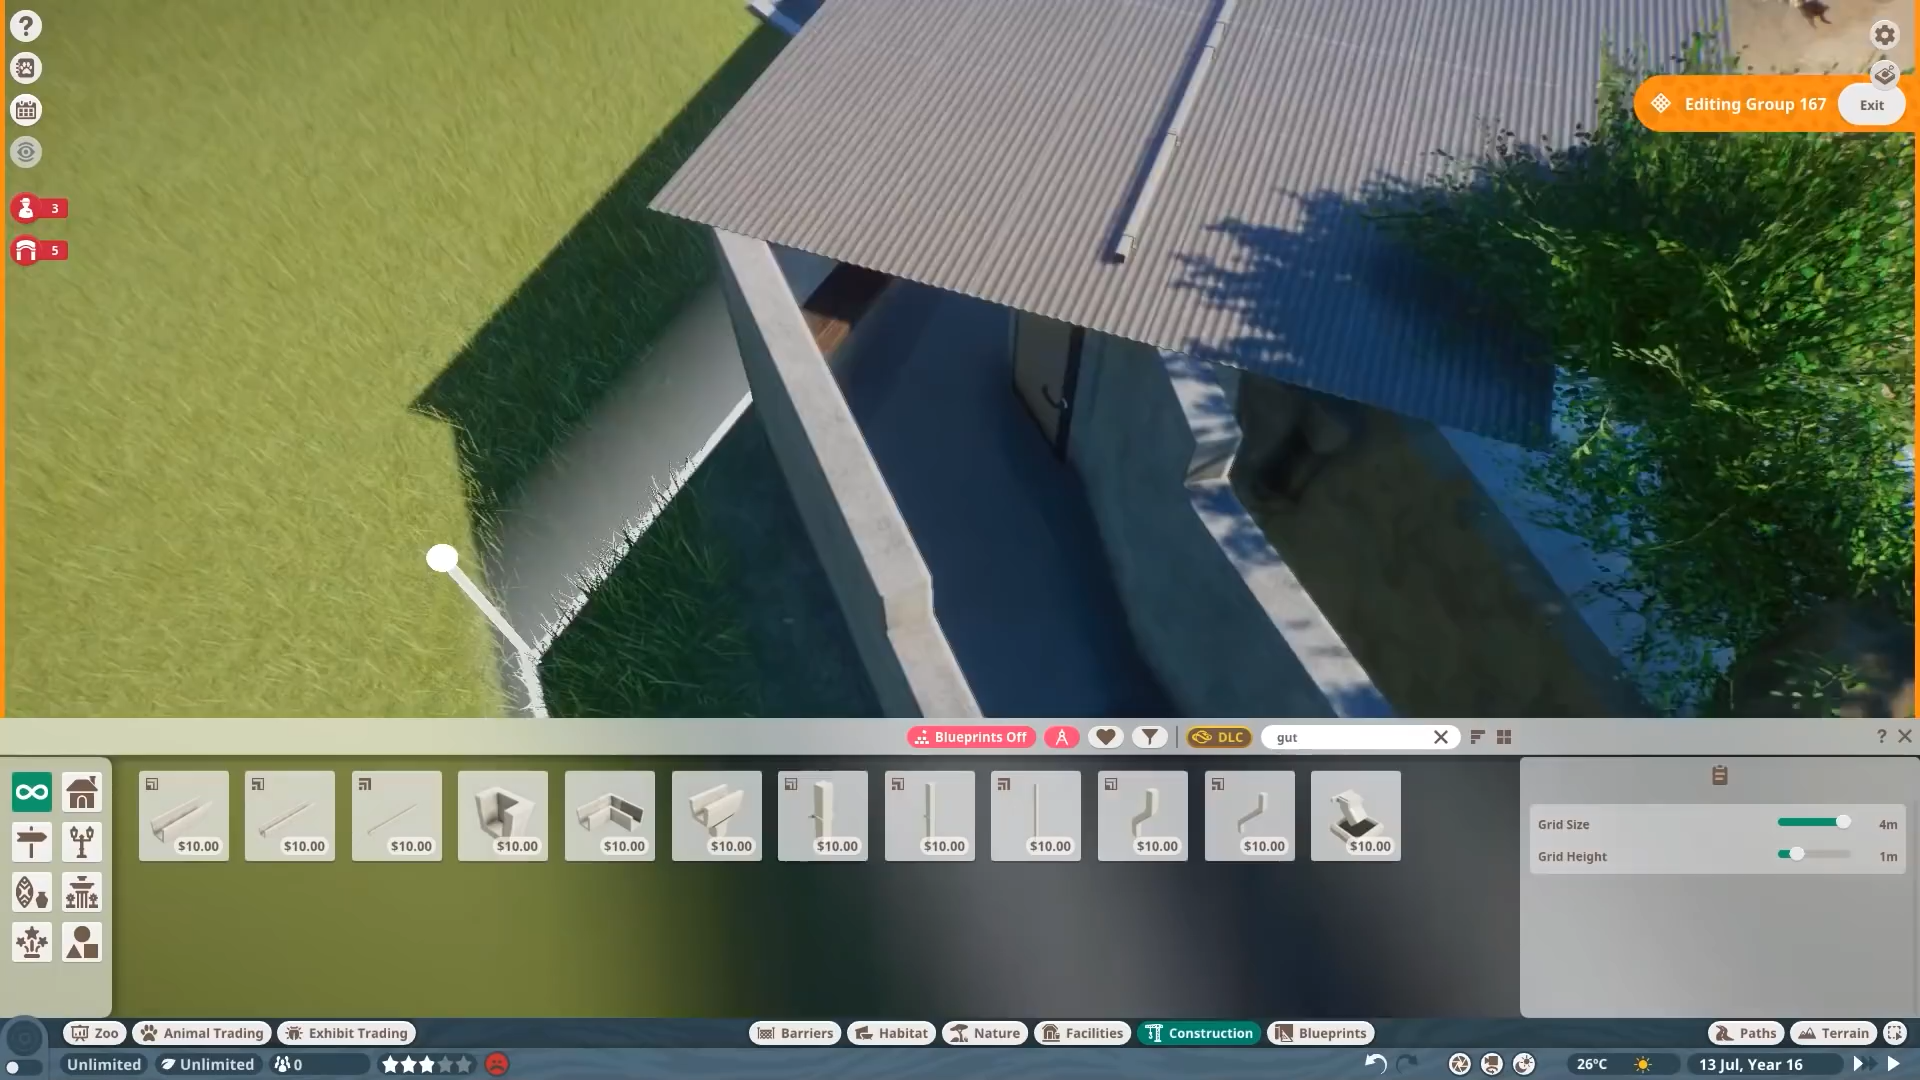 ?
3
5
Editing Group 167
Exit
Blueprints Off
DLC
gut
?
$10.00 $10.00 $10.00 $10.00 $10.00 $10.00 $10.00 $10.00 $10.00 $10.00 $10.00 $10.00
Grid Size 4m
Grid Height 1m
Zoo Animal Trading Exhibit Trading Barriers Habitat Nature Facilities Construction Blueprints Paths Terrain
Unlimited Unlimited 0 26°C 13 Jul, Year 16